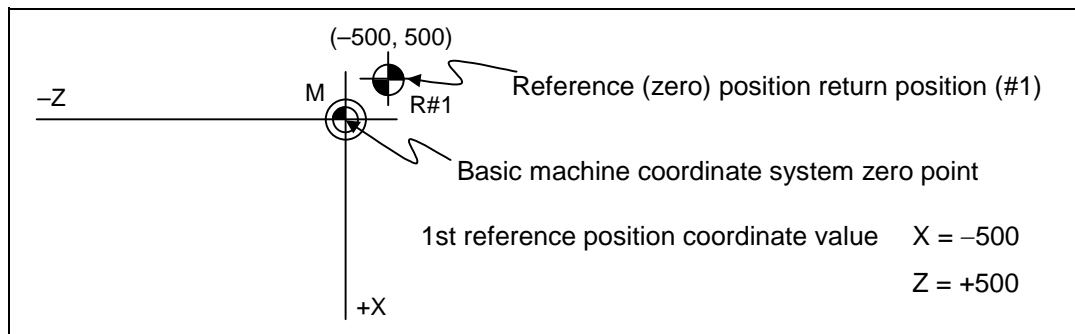 (–500, 500)
Reference (zero) position return position (#1)
–Z
M
R#1
Basic machine coordinate system zero point
1st reference position coordinate value X = –500
Z = +500
+X